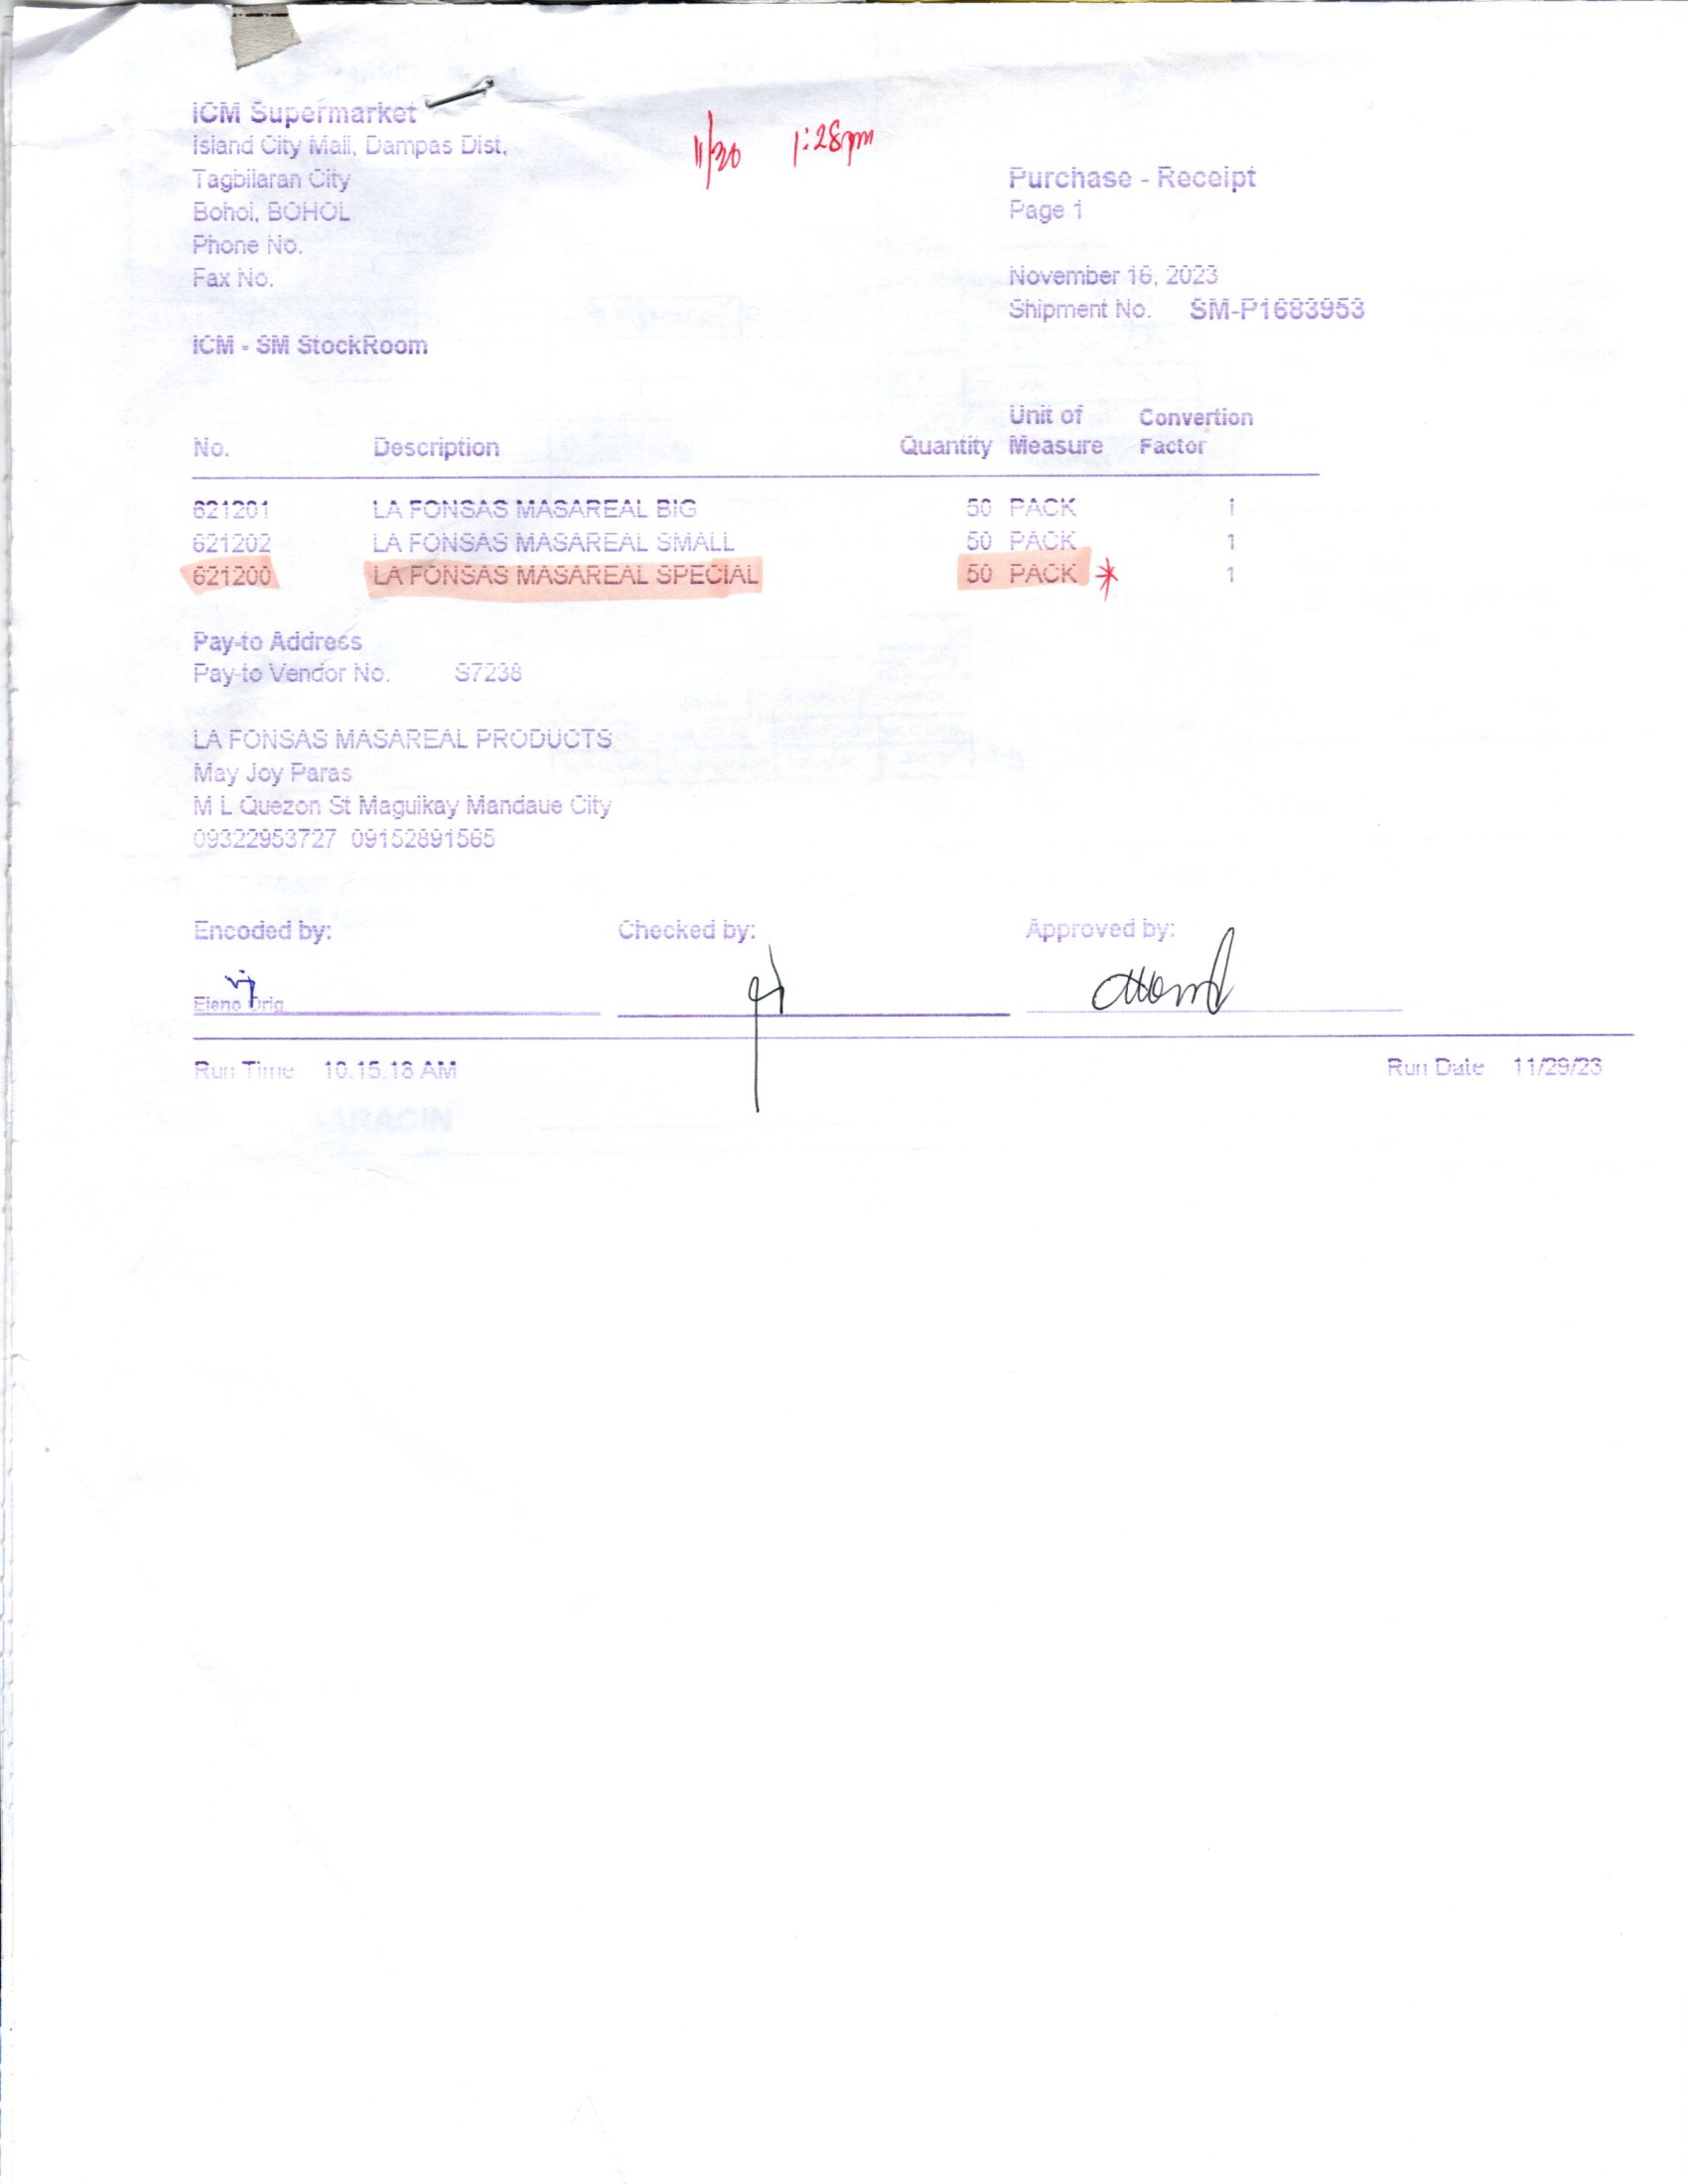 ICM Supermarket
Island City Mall, Dampas Dist,
Tagbilaran City
Bohol, BOHOL
Phone No.
Fax No.
11/30 1:28pm
Purchase - Receipt
Page 1
November 16, 2023
Shipment No. SM-P1683953
ICM - SM StockRoom
No. Description Quantity Unit of Measure Convertion Factor
621201 LA FONSAS MASAREAL BIG 50 PACK 1
621202 LA FONSAS MASAREAL SMALL 50 PACK 1
621200 LA FONSAS MASAREAL SPECIAL 50 PACK * 1
Pay-to Address
Pay-to Vendor No. S7238
LA FONSAS MASAREAL PRODUCTS
May Joy Paras
M L Quezon St Maguikay Mandaue City
09322953727 09152891565
Encoded by: Checked by: Approved by:
Run Time 10.15.18 AM Run Date 11/29/23